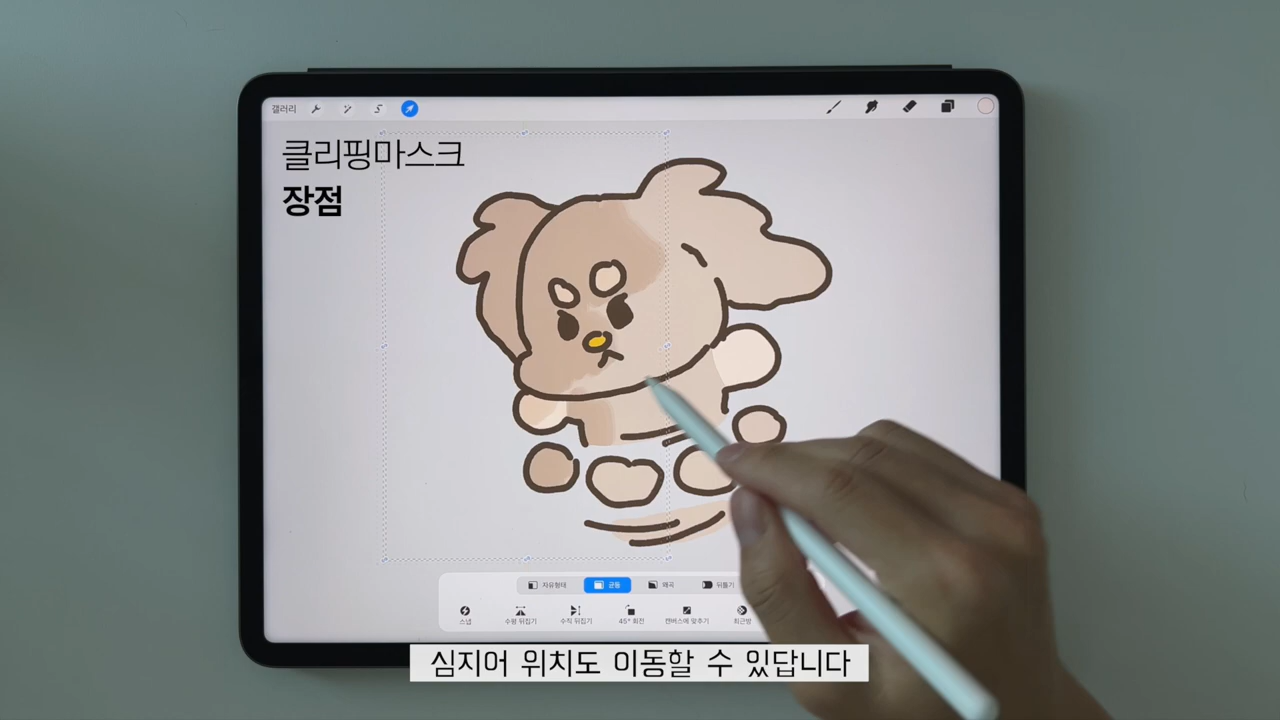 갤러리
클리핑마스크
장점
자유형태 균등 왜곡 뒤틀기
스냅 수평 뒤집기 수직 뒤집기 45° 회전 캔버스에 맞추기 최근방
심지어 위치도 이동할 수 있답니다